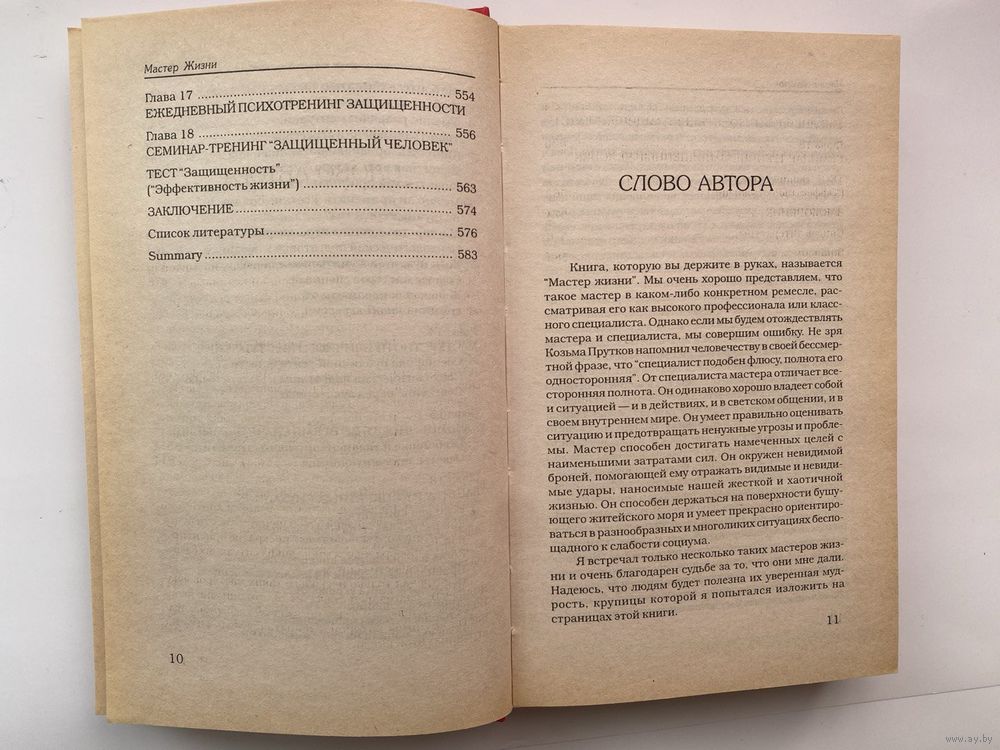 Мастер Жизни
Глава 17 ........................................................ 554
ЕЖЕДНЕВНЫЙ ПСИХОТРЕНИНГ ЗАЩИЩЕННОСТИ
Глава 18 ........................................................ 556
СЕМИНАР-ТРЕНИНГ "ЗАЩИЩЕННЫЙ ЧЕЛОВЕК"
ТЕСТ "Защищенность"
("Эффективность жизни") ................................. 563
ЗАКЛЮЧЕНИЕ ................................................ 574
Список литературы ......................................... 576
Summary ....................................................... 583
10
СЛОВО АВТОРА
Книга, которую вы держите в руках, называется
"Мастер жизни". Мы очень хорошо представляем, что
такое мастер в каком-либо конкретном ремесле, рас-
сматривая его как высокого профессионала или класс-
ного специалиста. Однако если мы будем отождествлять
мастера и специалиста, мы совершим ошибку. Не зря
Козьма Прутков напомнил человечеству в своей бессмер-
тной фразе, что "специалист подобен флюсу, полнота его
односторонняя". От специалиста мастера отличает все-
сторонняя полнота. Он одинаково хорошо владеет собой
и ситуацией — и в действиях, и в светском общении, и в
своем внутреннем мире. Он умеет правильно оценивать
ситуацию и предотвращать ненужные угрозы и пробле-
мы. Мастер способен достигать намеченных целей с
наименьшими затратами сил. Он окружен невидимой
броней, помогающей ему отражать видимые и невиди-
мые удары, наносимые нашей жесткой и хаотичной
жизнью. Он способен держаться на поверхности бушу-
ющего житейского моря и умеет прекрасно ориентиро-
ваться в разнообразных и многоликих ситуациях беспо-
щадного к слабости социума.
Я встречал только несколько таких мастеров жиз-
ни и очень благодарен судьбе за то, что они мне дали.
Надеюсь, что людям будет полезна их уверенная муд-
рость, крупицы которой я попытался изложить на
страницах этой книги.
11
www.ay.by